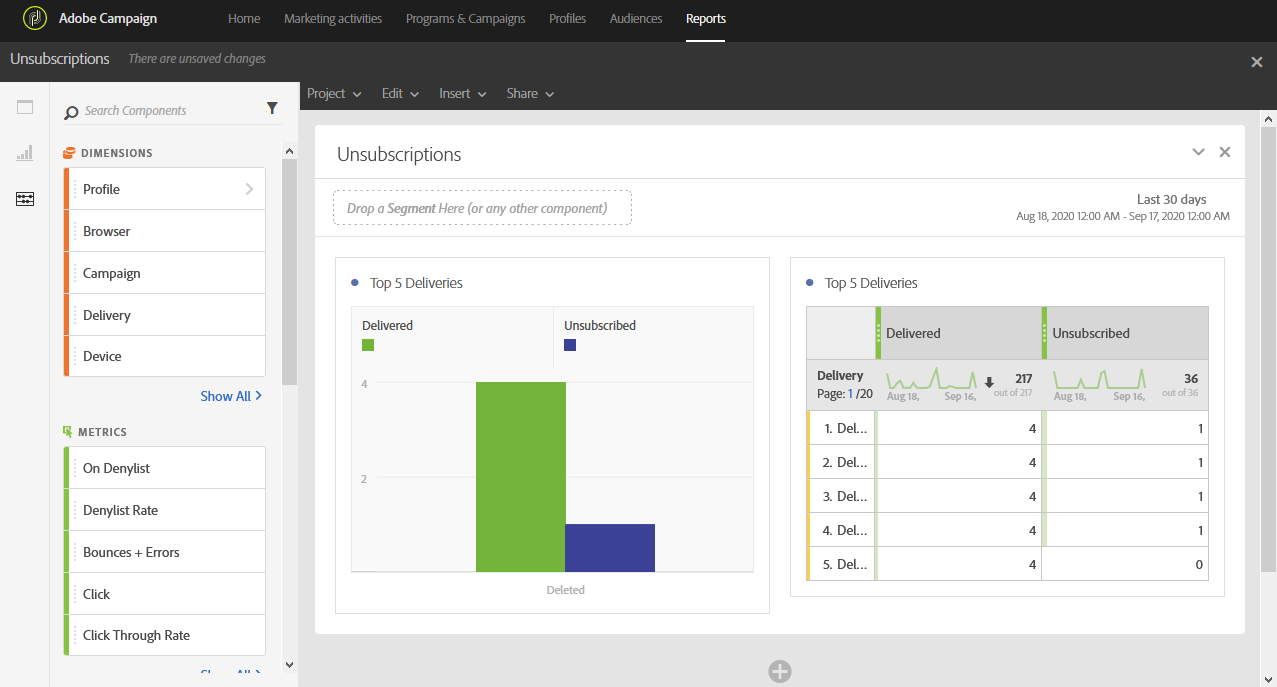 Adobe Campaign
Home Marketing activities Programs & Campaigns Profiles Audiences Reports
Unsubscriptions There are unsaved changes
Project Edit Insert Share
Search Components
DIMENSIONS
Profile
Browser
Campaign
Delivery
Device
Show All
METRICS
On Denylist
Denylist Rate
Bounces + Errors
Click
Click Through Rate
Show All
Unsubscriptions
Drop a Segment Here (or any other component)
Last 30 days
Aug 18, 2020 12:00 AM - Sep 17, 2020 12:00 AM
Top 5 Deliveries
Delivered Unsubscribed
4
2
Deleted
Top 5 Deliveries
Delivered Unsubscribed
Delivery
Page: 1 /20
Aug 18, Sep 16,
217
out of 217
Aug 18, Sep 16,
36
out of 36
1. Del... 4 1
2. Del... 4 1
3. Del... 4 1
4. Del... 4 1
5. Del... 4 0